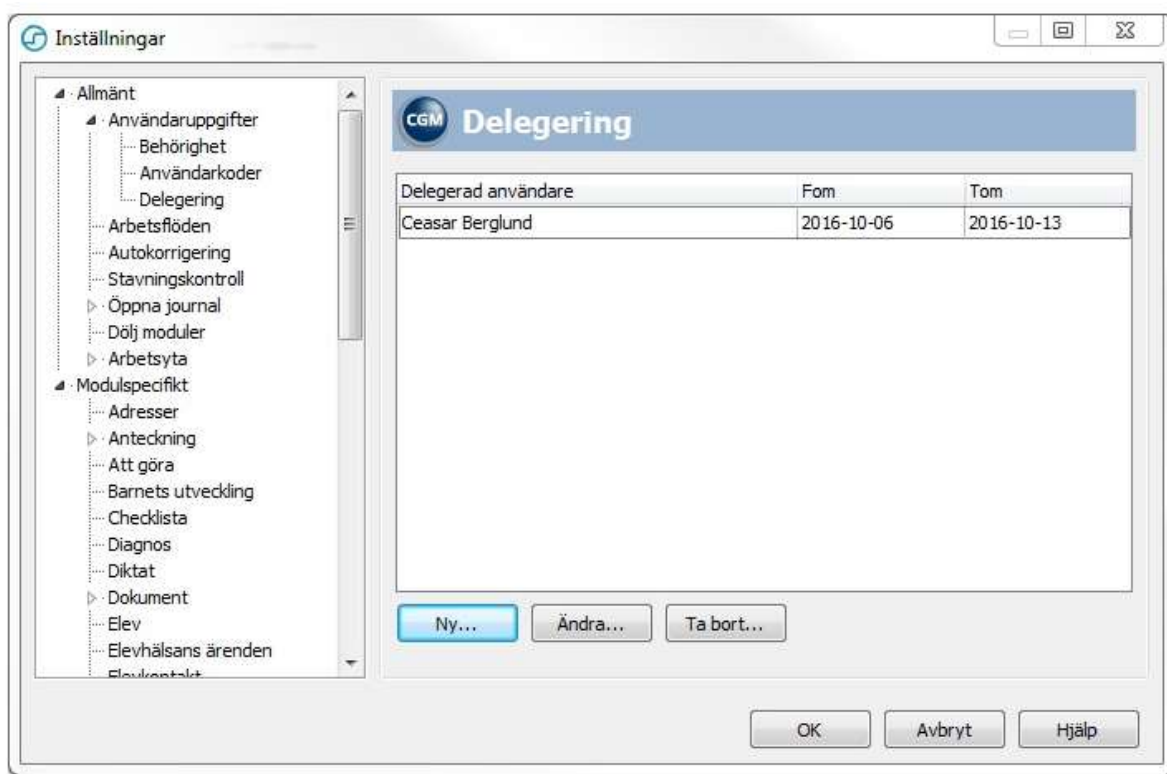 Inställningar
Allmänt
Användaruppgifter
Behörighet
Användarkoder
Delegering
Arbetsflöden
Autokorrigering
Stavningskontroll
Öppna journal
Dölj moduler
Arbetsyta
Modulspecifikt
Adresser
Anteckning
Att göra
Barnets utveckling
Checklista
Diagnos
Diktat
Dokument
Elev
Elevhälsans ärenden
Elevkontakt
CGM Delegering
Delegerad användare Fom Tom
Ceasar Berglund 2016-10-06 2016-10-13
Ny... Ändra... Ta bort...
OK Avbryt Hjälp